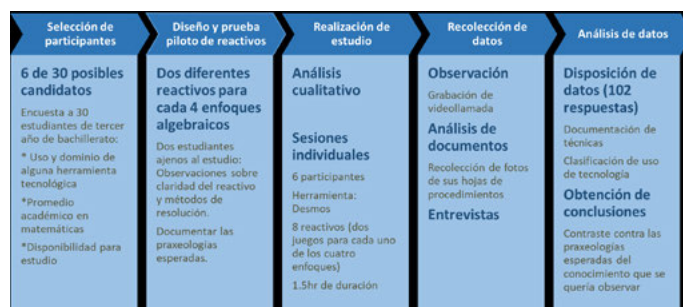 Selección de
participantes
6 de 30 posibles
candidatos
Encuesta a 30
estudiantes de tercer
año de bachillerato:
* Uso y dominio de
alguna herramienta
tecnológica
*Promedio
académico en
matemáticas
*Disponibilidad para
estudio
Diseño y prueba
piloto de reactivos
Dos diferentes
reactivos para
cada 4 enfoques
algebraicos
Dos estudiantes
ajenos al estudio:
Observaciones sobre
claridad del reactivo
y métodos de
resolución.
Documentar las
praxeologías
esperadas.
Realización de
estudio
Análisis
cualitativo
Sesiones
individuales
6 participantes
Herramienta:
Desmos
8 reactivos (dos
juegos para cada uno
de los cuatro
enfoques)
1.5hr de duración
Recolección de
datos
Observación
Grabación de
videollamada
Análisis de
documentos
Recolección de fotos
de sus hojas de
procedimientos
Entrevistas
Análisis de datos
Disposición de
datos (102
respuestas)
Documentación de
técnicas
Clasificación de uso
de tecnología
Obtención de
conclusiones
Contraste contra las
praxeologías
esperadas del
conocimiento que se
quería observar